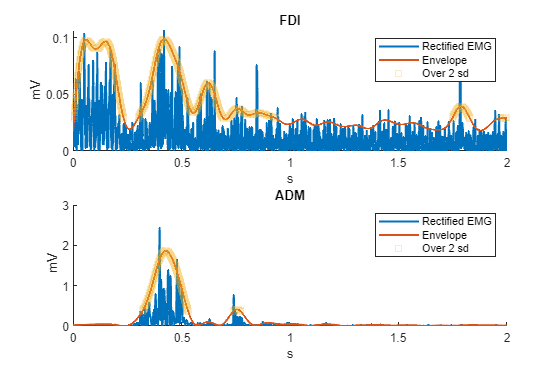 FDI
0.1
0.05
0
mV
Rectified EMG
Envelope
Over 2 sd
0 0.5 1 1.5 2
s
ADM
3
2
1
0
mV
Rectified EMG
Envelope
Over 2 sd
0 0.5 1 1.5 2
s